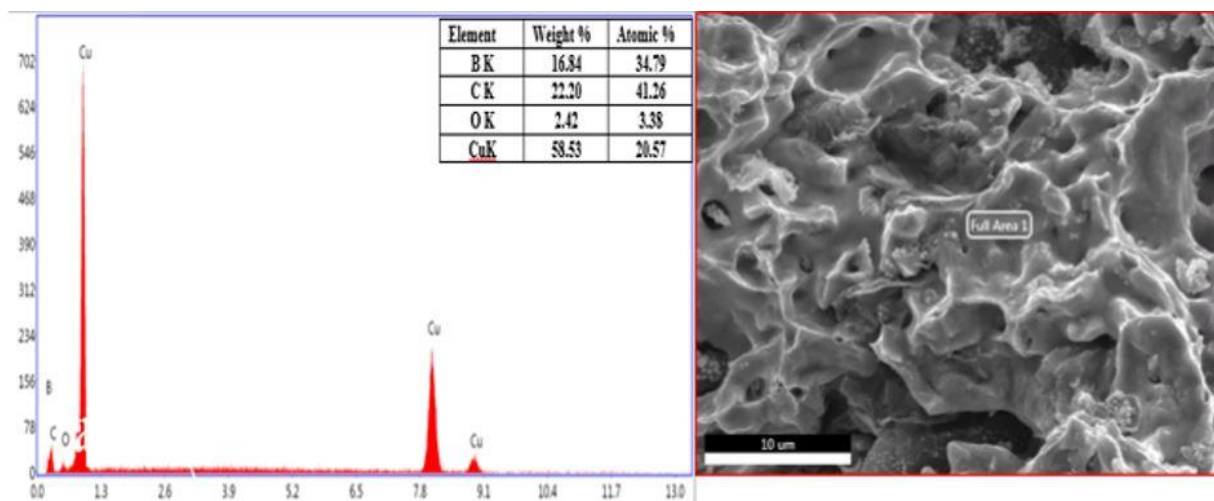 Element Weight % Atomic %
B K 16.84 34.79
C K 22.20 41.26
O K 2.42 3.38
CuK 58.53 20.57
Cu
702
624
546
468
390
312
234
156
78
0
B
C
O
Cu
Cu
0.0 1.3 2.6 3.9 5.2 6.5 7.8 9.1 10.4 11.7 13.0
Full Area 1
10 um